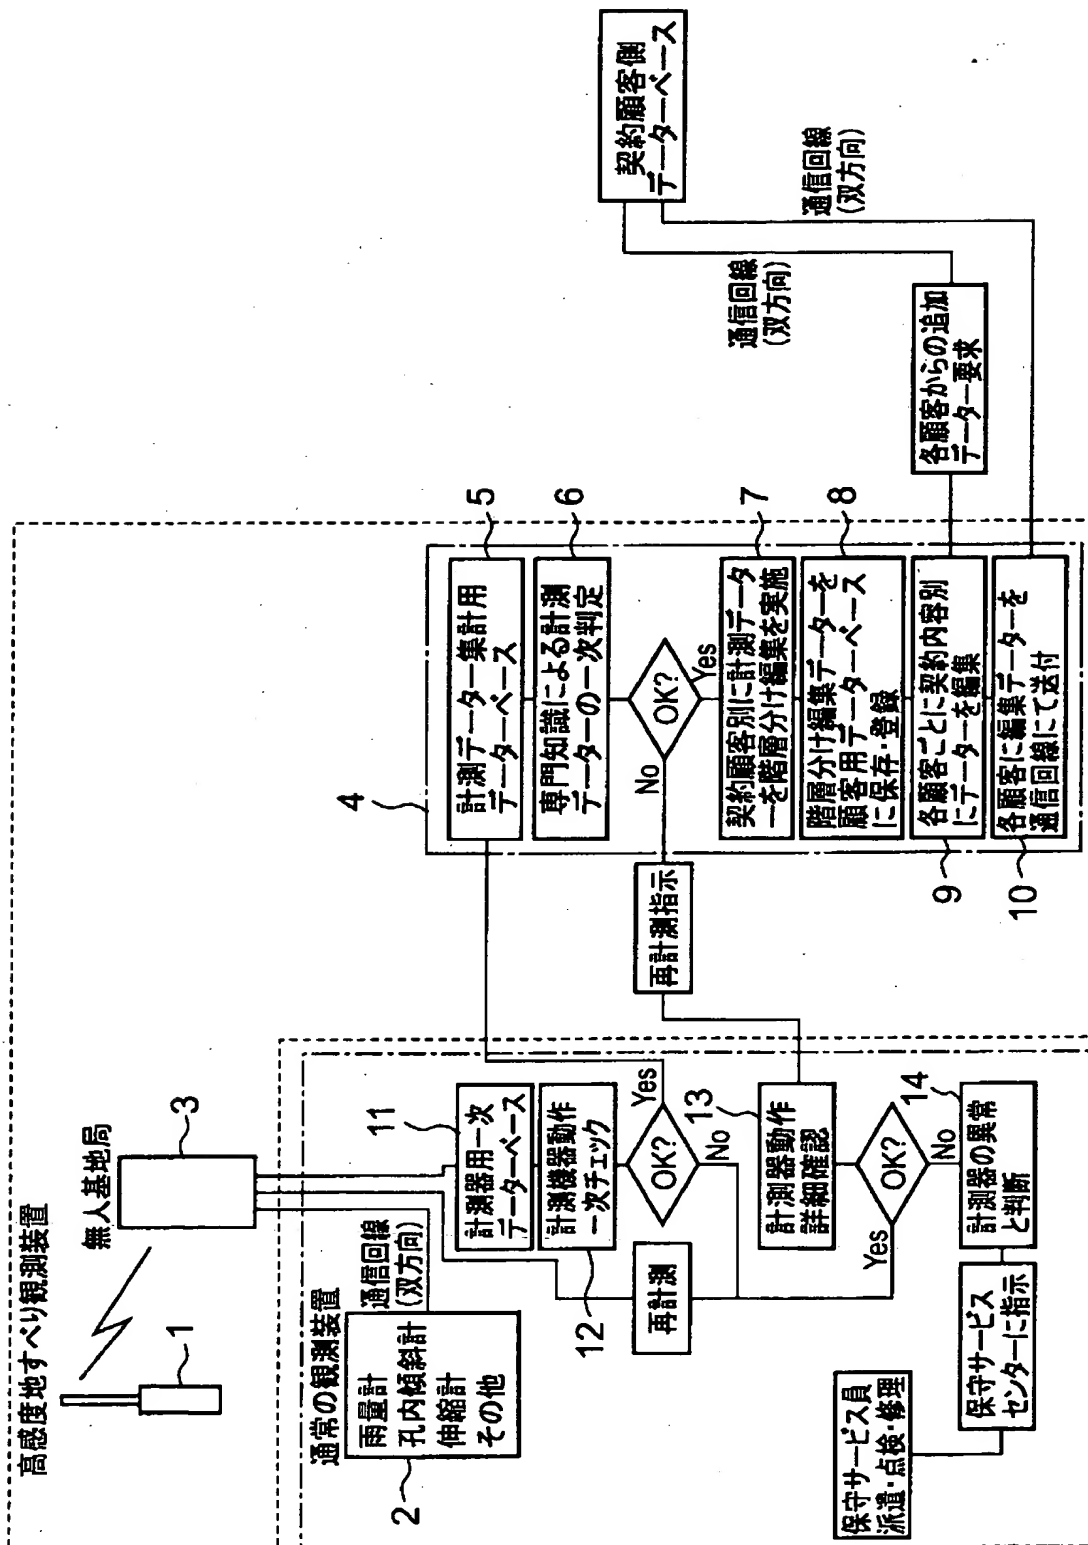 高感度地すべり観測装置
1
無人基地局
3
通常の観測装置
雨量計
孔内傾斜計
伸縮計
その他
2
通信回線
(双方向)
計測器用一次
データーベース
11
計測機器動作
一次チェック
12
OK?
Yes
No
再計測
計測器動作
詳細確認
13
OK?
Yes
No
計測器の異常
と判断
14
保守サービス
センターに指示
保守サービス員
派遣・点検・修理
再計測指示
4
計測データー集計用
データーベース
5
専門知識による計測
データーの一次判定
6
OK?
No
Yes
契約顧客別に計測データ
ーを階層分け編集を実施
7
階層分け編集データーを
顧客用データーベース
に保存・登録
8
各顧客ごとに契約内容別
にデーターを編集
9
各顧客に編集データーを
通信回線にて送付
10
各顧客からの追加
データー要求
通信回線
(双方向)
通信回線
(双方向)
契約顧客側
データーベース